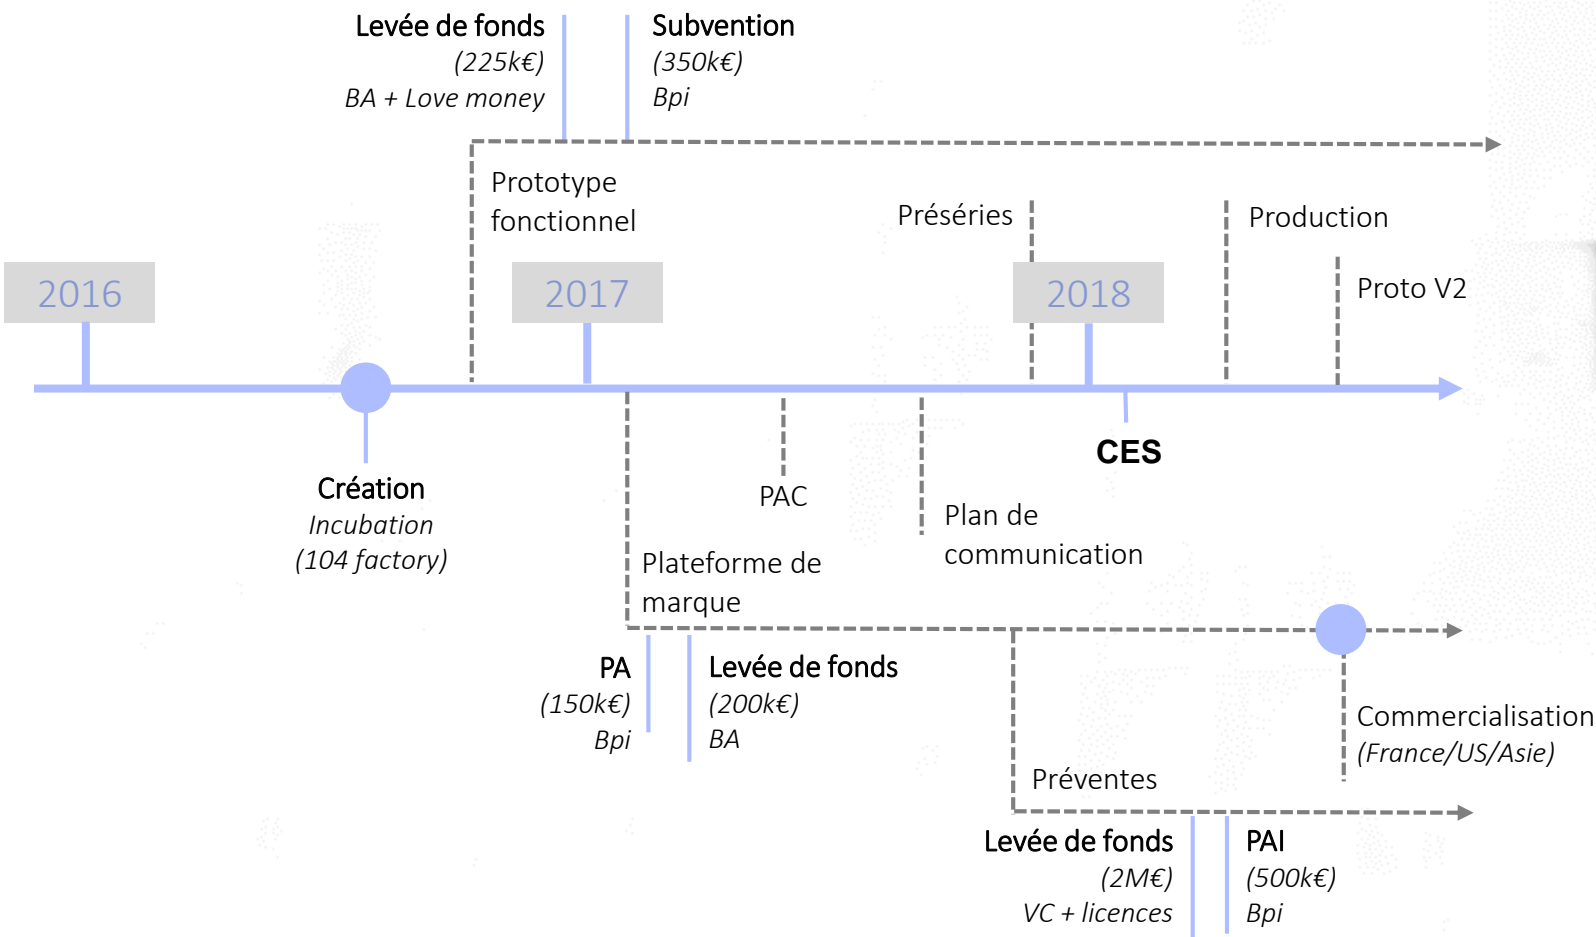 Levée de fonds
(225k€)
BA + Love money
Subvention
(350k€)
Bpi
Prototype
fonctionnel
Préséries
Production
Proto V2
2016
2017
2018
CES
Création
Incubation
(104 factory)
PAC
Plan de
communication
Plateforme de
marque
PA
(150k€)
Bpi
Levée de fonds
(200k€)
BA
Commercialisation
(France/US/Asie)
Préventes
Levée de fonds
(2M€)
VC + licences
PAI
(500k€)
Bpi